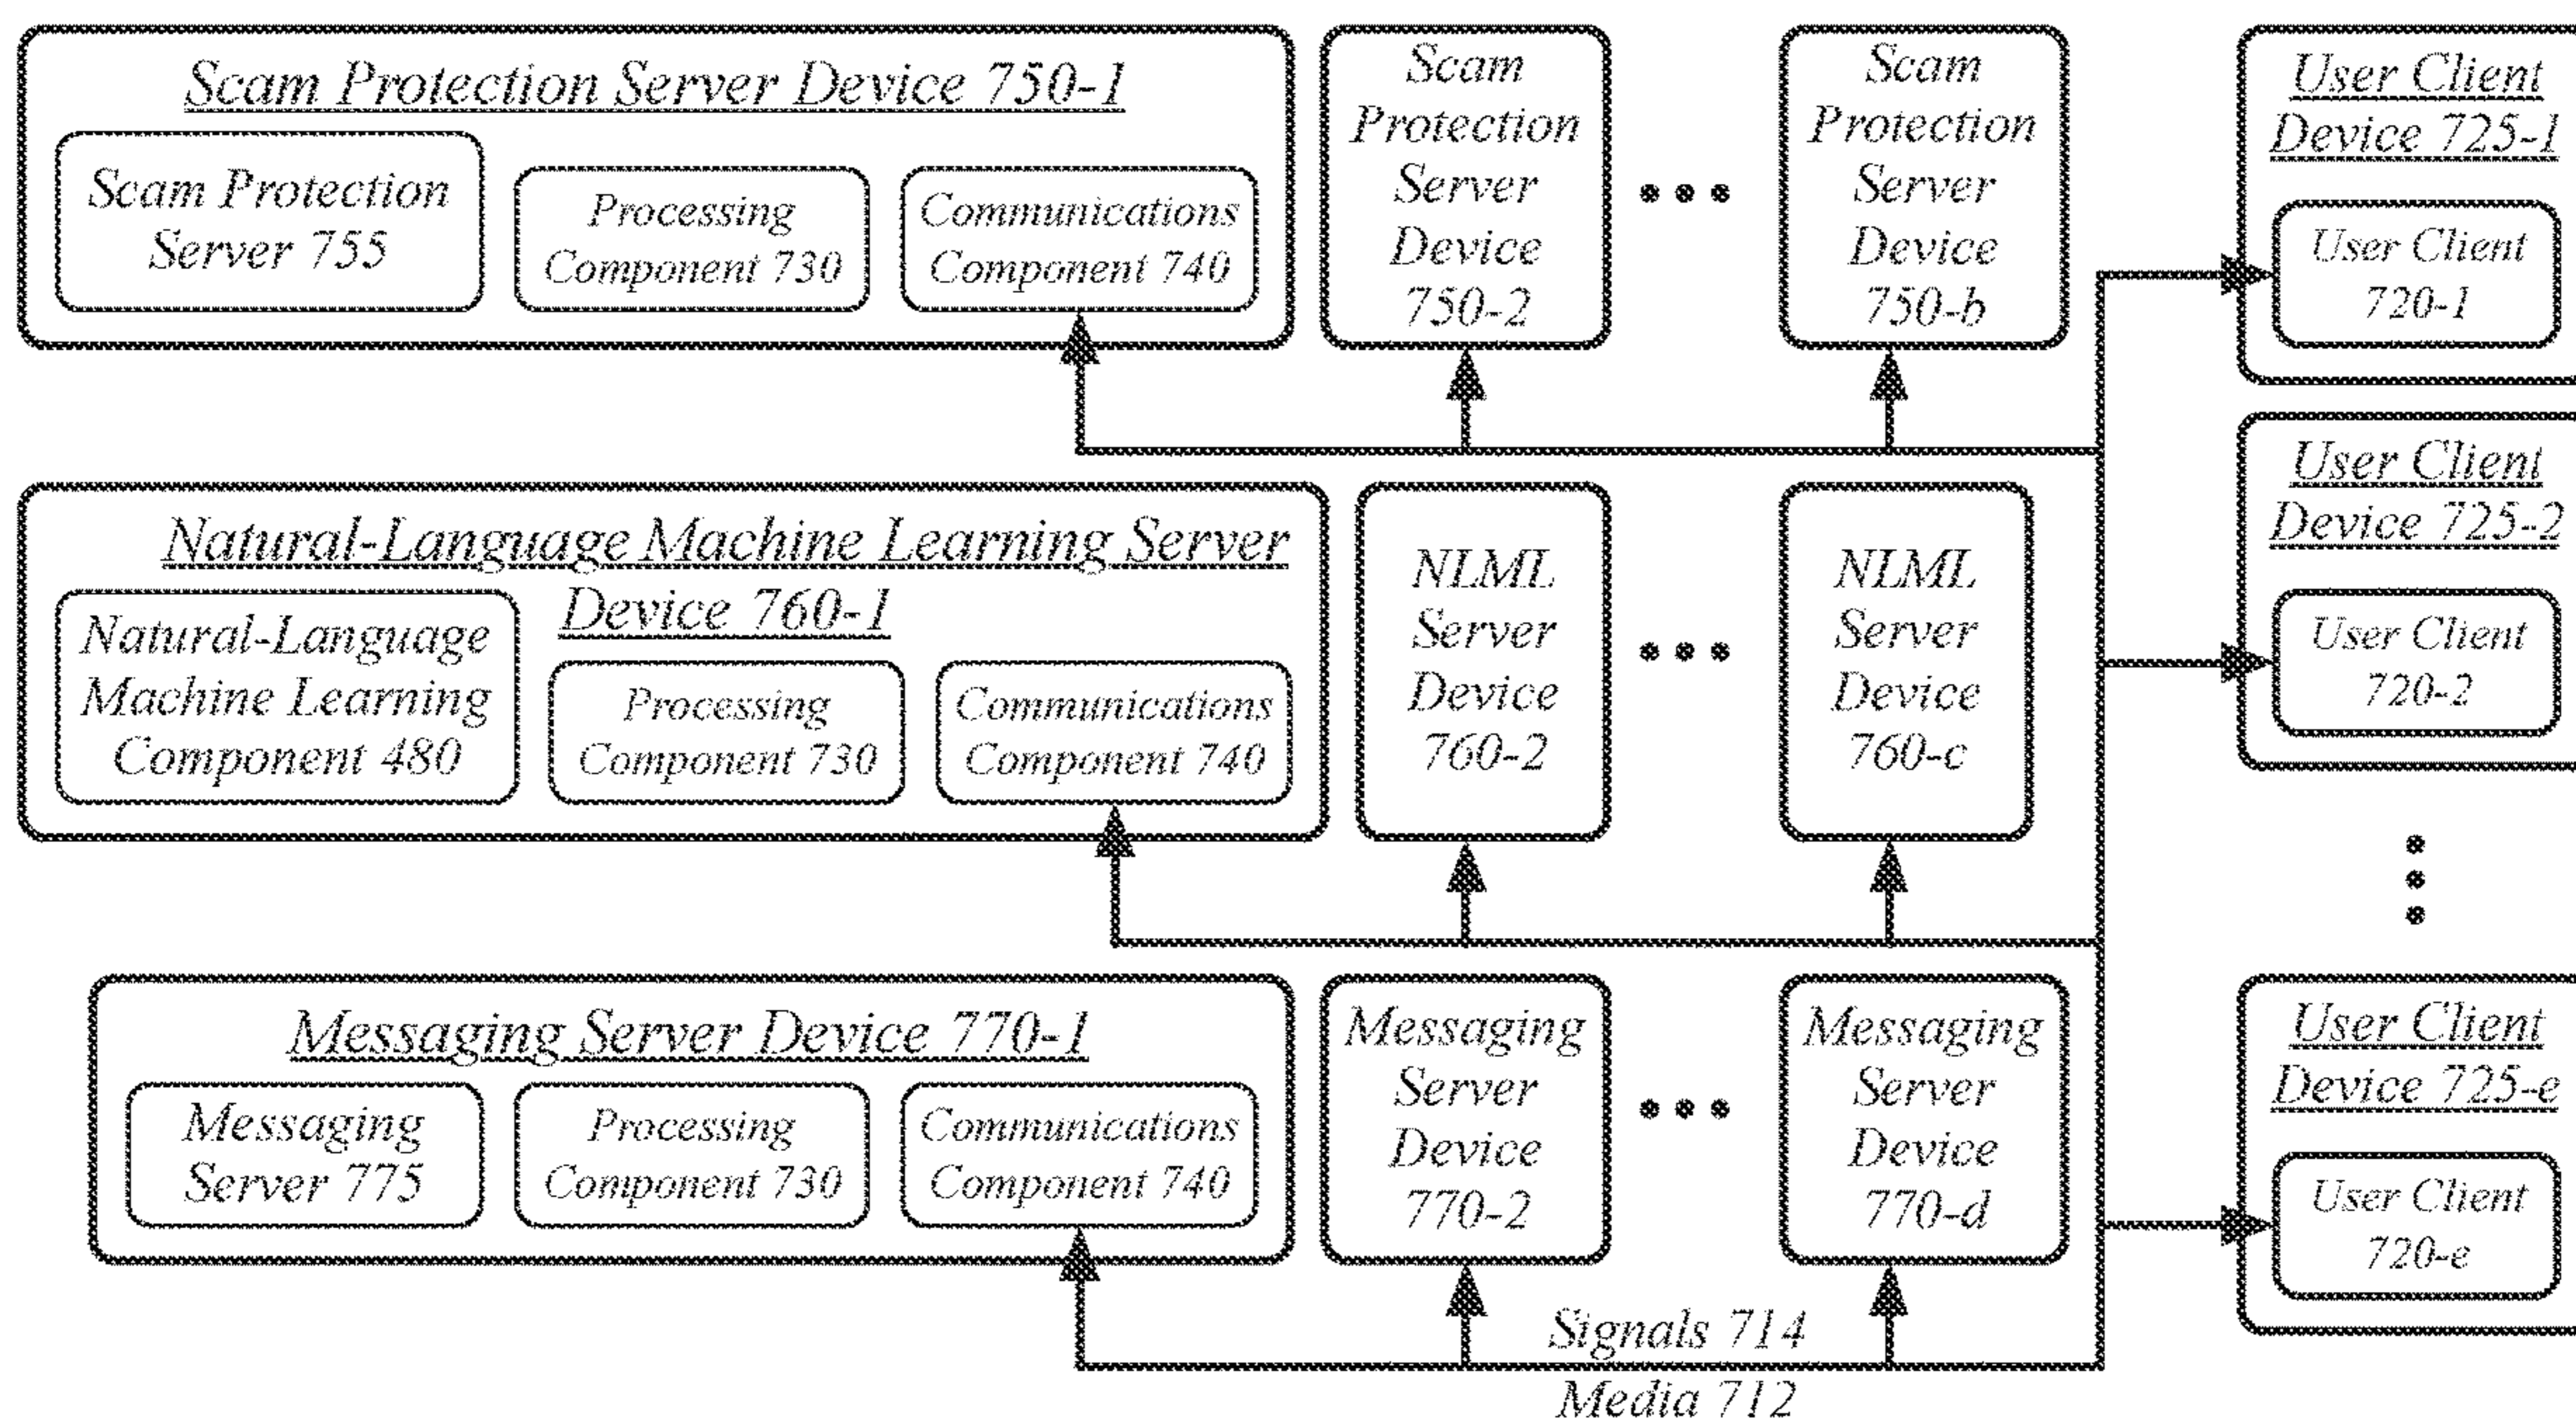 Scam Protection Server Device 750-1
Scam Protection
Server 755
Processing
Component 730
Communications
Component 740
Scam
Protection
Server
Device
750-2
Scam
Protection
Server
Device
750-b
User Client
Device 725-1
User Client
720-1
Natural-Language Machine Learning Server
Device 760-1
Natural-Language
Machine Learning
Component 480
Processing
Component 730
Communications
Component 740
NLML
Server
Device
760-2
NLML
Server
Device
760-c
User Client
Device 725-2
User Client
720-2
Messaging Server Device 770-1
Messaging
Server 775
Processing
Component 730
Communications
Component 740
Messaging
Server
Device
770-2
Messaging
Server
Device
770-d
User Client
Device 725-e
User Client
720-e
Signals 714
Media 712